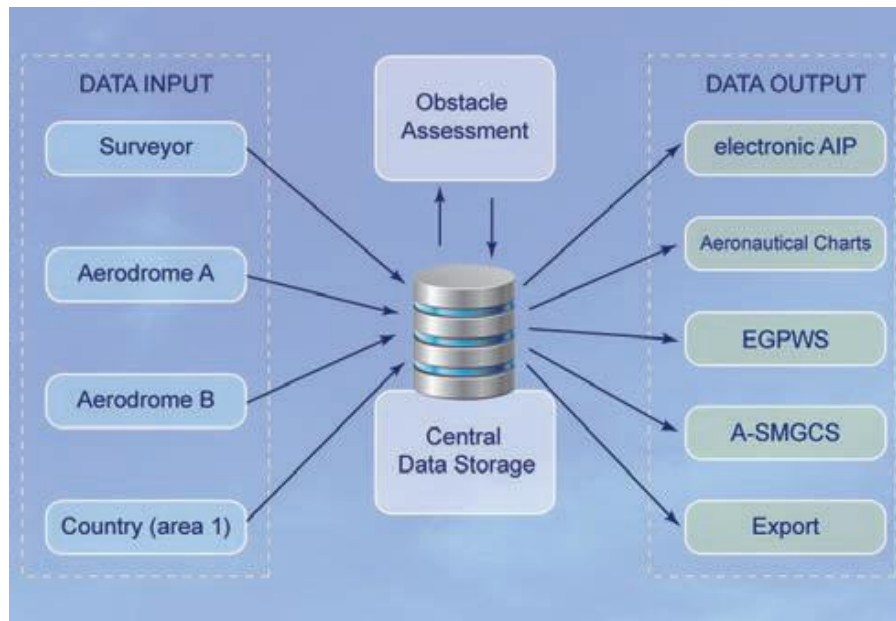 DATA INPUT
Surveyor
Aerodrome A
Aerodrome B
Country (area 1)
Obstacle
Assessment
Central
Data Storage
DATA OUTPUT
electronic AIP
Aeronautical Charts
EGPWS
A-SMGCS
Export